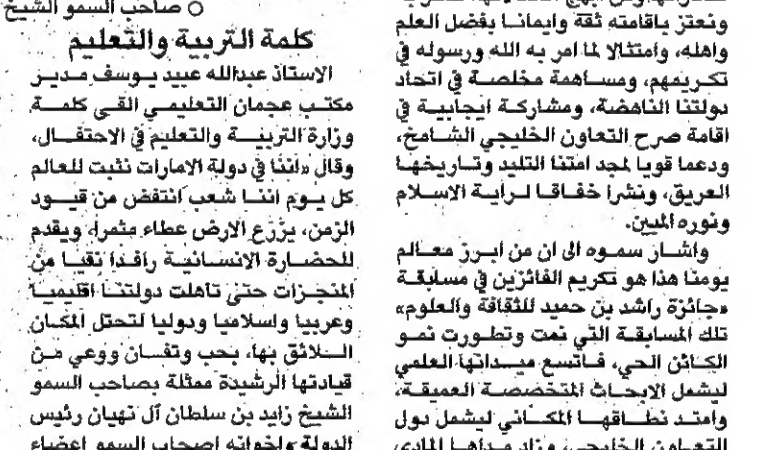 ونعتز باقامته ثقة وايمانا بفضل العلم
واهله، وامتثالا لما امر به الله ورسوله في
تكريمهم، ومساهمة مخلصة في اتحاد
دولتنا الناهضة، ومشاركة ايجابية في
اقامة صرح التعاون الخليجي الشامخ،
ودعما قويا لمجد امتنا التليد وتاريخها
العريق، ونشرا خفاقا لراية الاسلام
ونوره المبين.
واشار سموه الى ان من ابرز معالم
يومنا هذا هو تكريم الفائزين في مسابقة
«جائزة راشد بن حميد للثقافة والعلوم»
تلك المسابقة التي نمت وتطورت نمو
الكائن الحي، فاتسع ميدانها العلمي
ليشمل الابحاث المتخصصة العميقة،
وامتد نطاقها المكاني ليشمل دول
التعاون الخليجي، وزاد مداها المادي
○ صاحب السمو الشيخ
كلمة التربية والتعليم
الاستاذ عبدالله عبيد يوسف مدير
مكتب عجمان التعليمي القى كلمة
وزارة التربية والتعليم في الاحتفال،
وقال «اننا في دولة الامارات نثبت للعالم
كل يوم اننا شعب انتفض من قيود
الزمن، يزرع الارض عطاء مثمرا، ويقدم
للحضارة الانسانية رافدا نقيا من
المنجزات حتى تاهلت دولتنا اقليميا
وعربيا واسلاميا ودوليا لتحتل المكان
اللائق بها، بحب وتفان ووعي من
قيادتها الرشيدة ممثلة بصاحب السمو
الشيخ زايد بن سلطان آل نهيان رئيس
الدولة واخوانه اصحاب السمو اعضاء